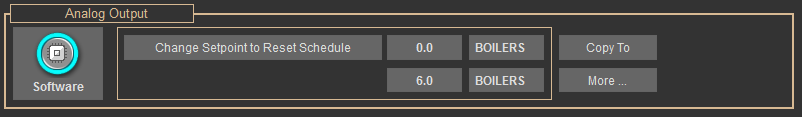 Analog Output
Change Setpoint to Reset Schedule 0.0 BOILERS Copy To
Software 6.0 BOILERS More ...